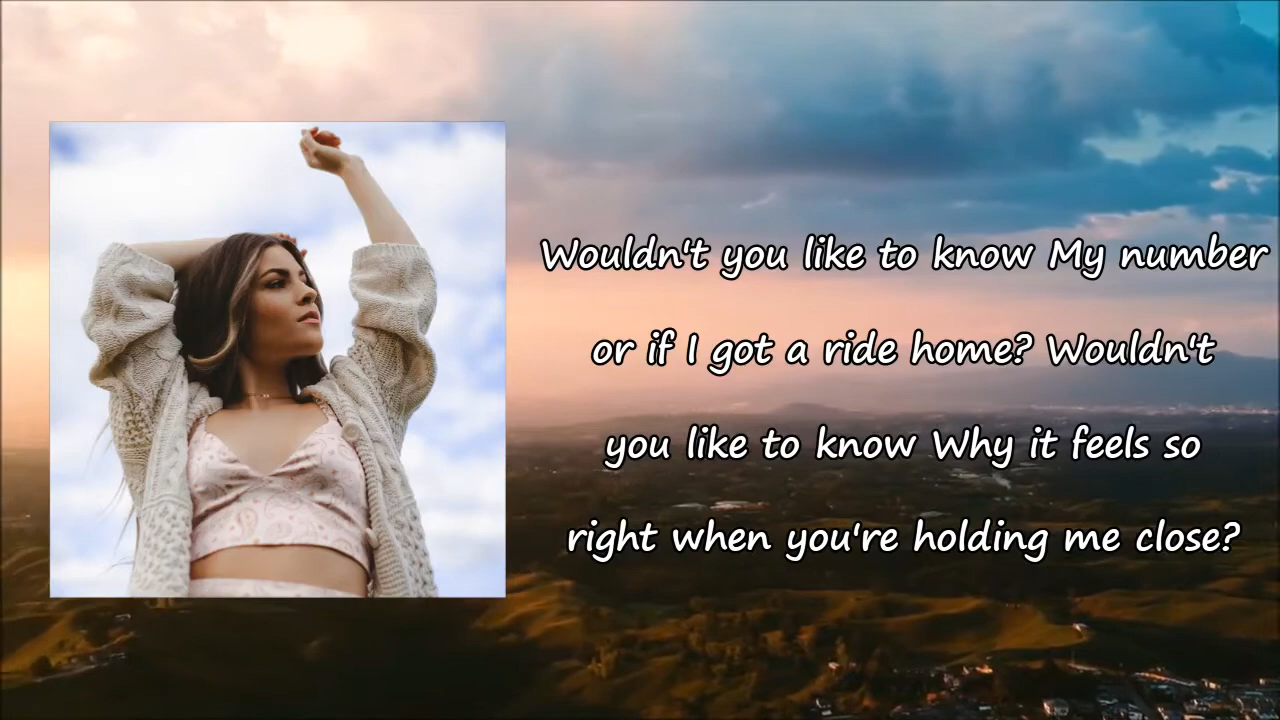 Wouldn't you like to know My number
or if I got a ride home? Wouldn't
you like to know Why it feels so
right when you're holding me close?